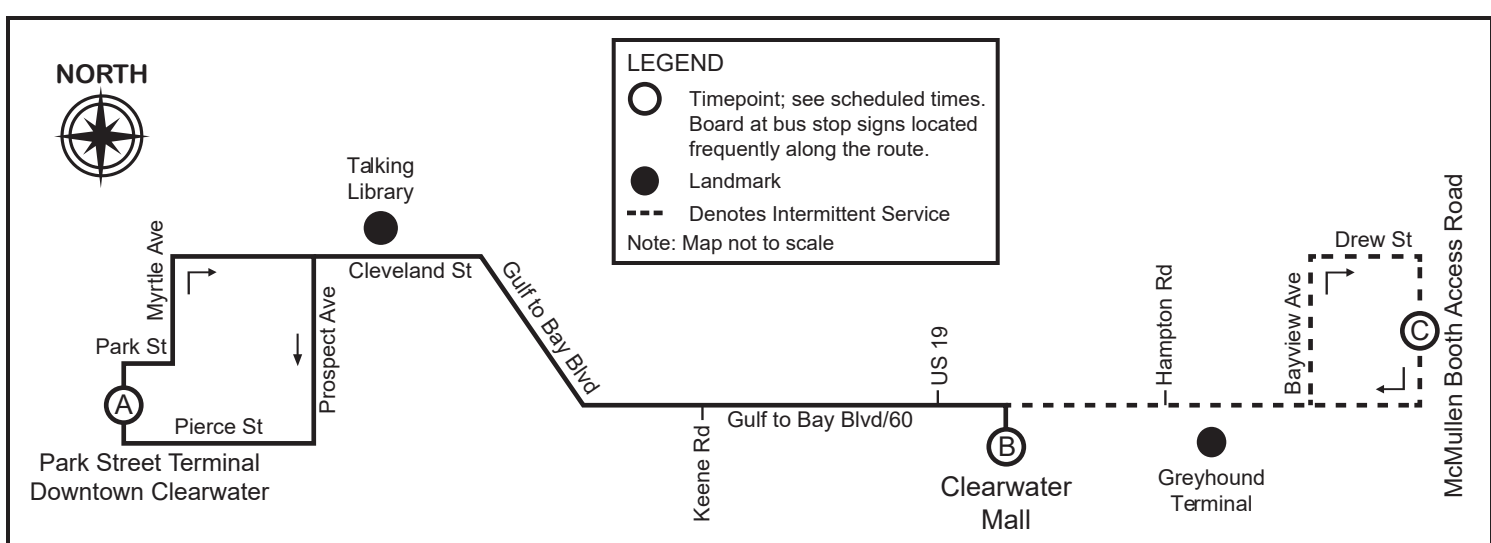 NORTH
LEGEND
Timepoint; see scheduled times.
Board at bus stop signs located
frequently along the route.
Landmark
Denotes Intermittent Service
Note: Map not to scale
Talking
Library
Myrtle Ave
Cleveland St
Park St
Prospect Ave
A
Pierce St
Park Street Terminal
Downtown Clearwater
Gulf to Bay Blvd
Keene Rd
Gulf to Bay Blvd/60
US 19
B
Clearwater
Mall
Hampton Rd
Greyhound
Terminal
Bayview Ave
Drew St
C
McMullen Booth Access Road